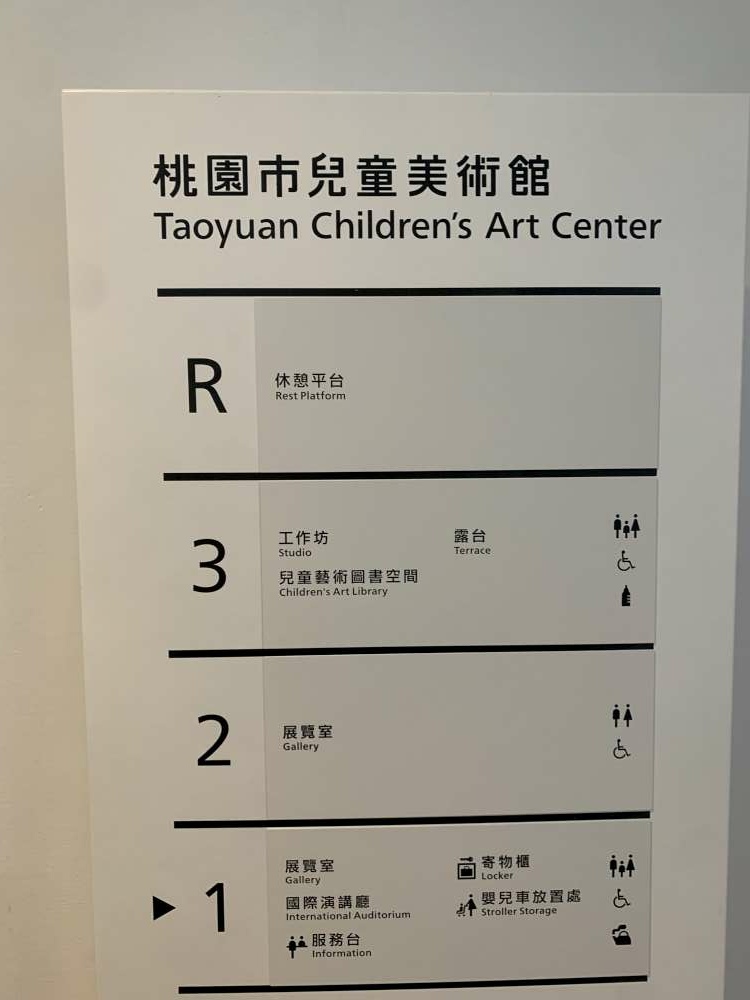 桃園市兒童美術館
Taoyuan Children's Art Center
R
休憩平台
Rest Platform
3
工作坊
Studio
露台
Terrace
兒童藝術圖書空間
Children's Art Library
2
展覽室
Gallery
1
展覽室
Gallery
寄物櫃
Locker
國際演講廳
International Auditorium
嬰兒車放置處
Stroller Storage
服務台
Information